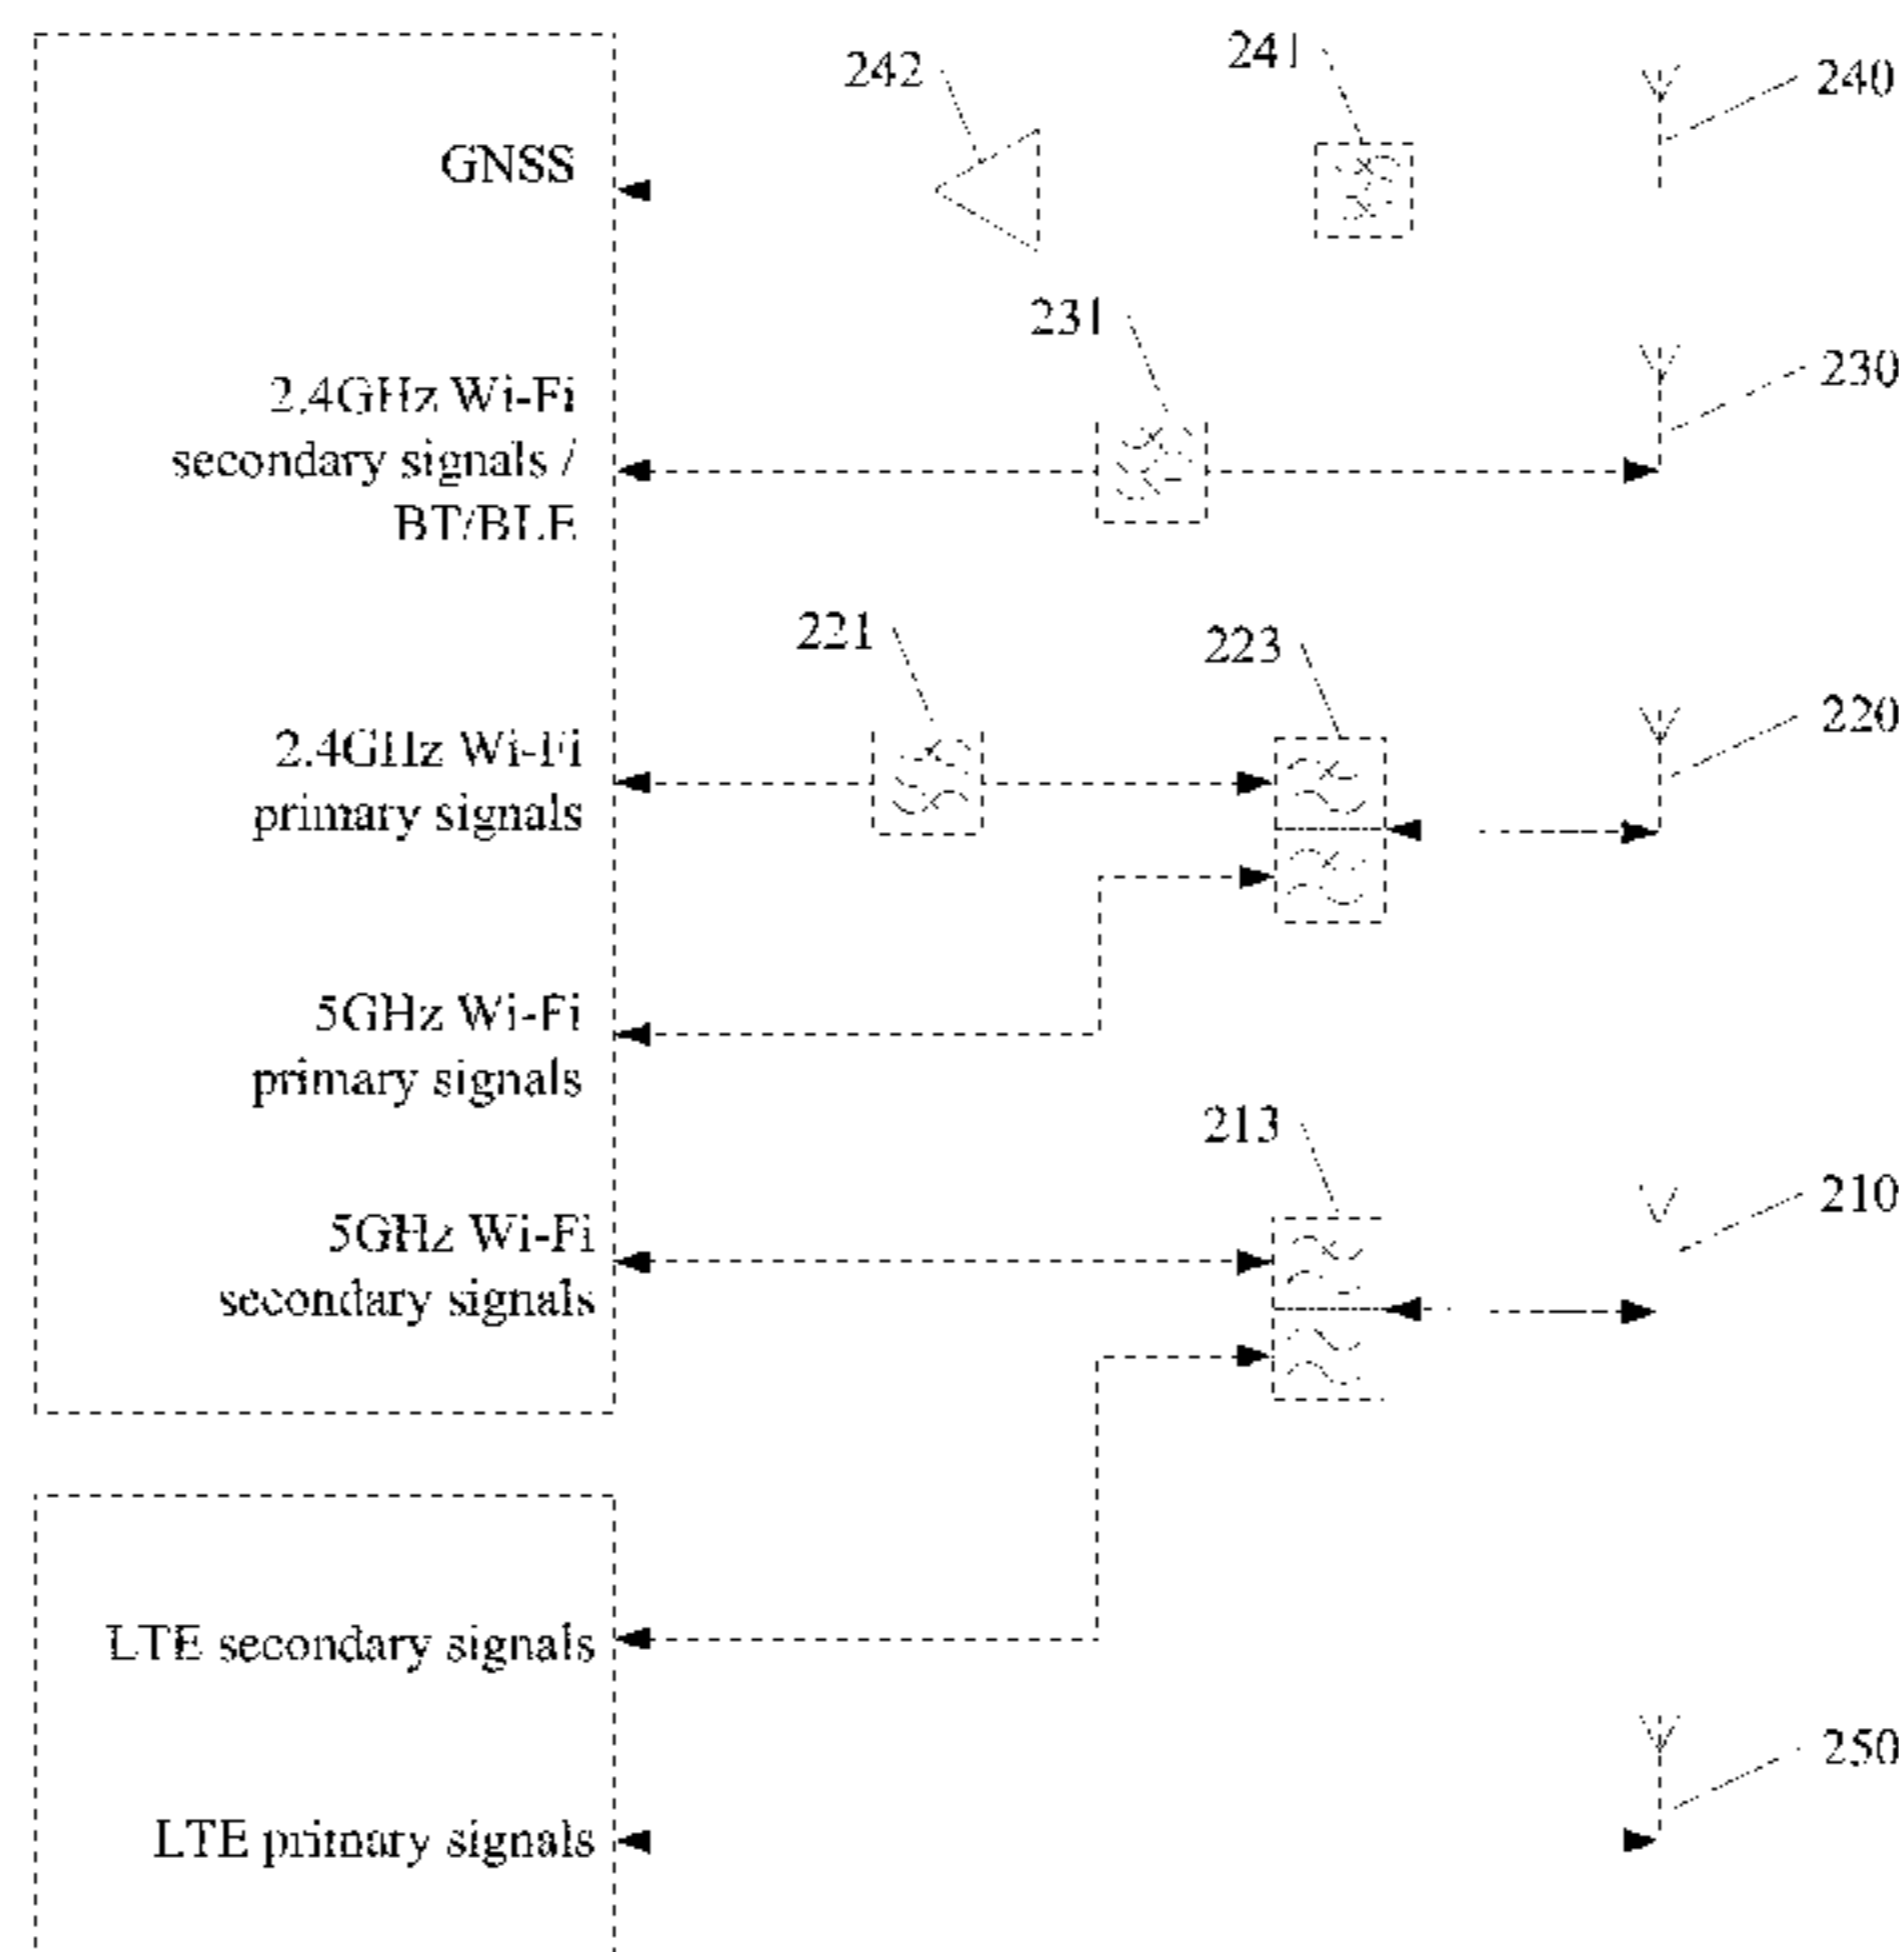 242
241
240
GNSS
231
230
2.4GHz Wi-Fi
secondary signals /
BT/BLE
221
223
220
2.4GHz Wi-Fi
primary signals
5GHz Wi-Fi
primary signals
213
210
5GHz Wi-Fi
secondary signals
LTE secondary signals
250
LTE primary signals